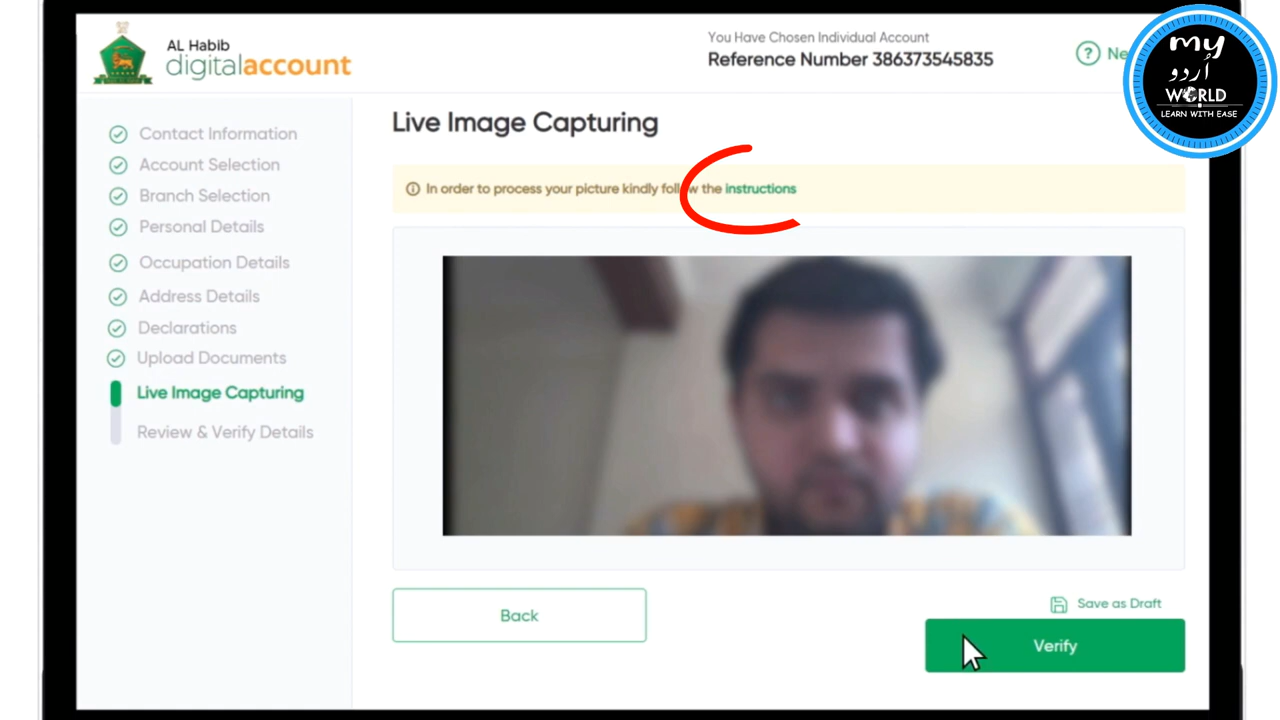 AL Habib
digitalaccount
You Have Chosen Individual Account
Reference Number 386373545835
my
اُردو
WORLD
LEARN WITH EASE
Contact Information
Account Selection
Branch Selection
Personal Details
Occupation Details
Address Details
Declarations
Upload Documents
Live Image Capturing
Review & Verify Details
Live Image Capturing
In order to process your picture kindly follow the instructions
Back
Save as Draft
Verify